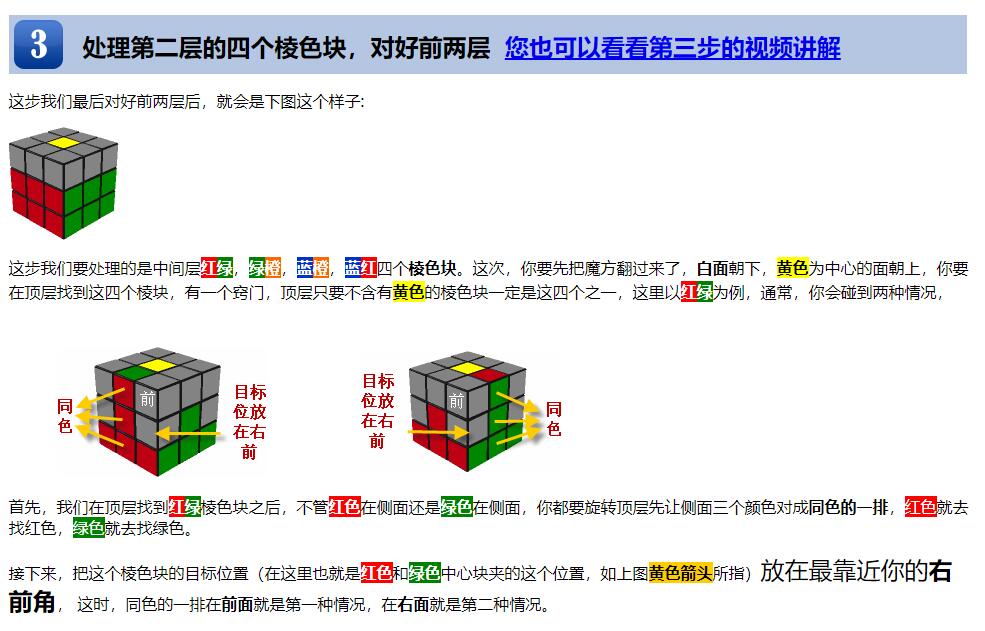 3 处理第二层的四个棱色块，对好前两层 您也可以看看第三步的视频讲解
这步我们最后对好前两层后，就会是下图这个样子:
这步我们要处理的是中间层红绿，绿橙，蓝橙，蓝红四个棱色块。这次，你要先把魔方翻过来了，白面朝下，黄色为中心的面朝上，你要
在顶层找到这四个棱块，有一个窍门，顶层只要不含有黄色的棱色块一定是这四个之一，这里以红绿为例，通常，你会碰到两种情况，
同
色
前
目标
位放
在右
前
目标
位放
在右
前
前
同
色
首先，我们在顶层找到红绿棱色块之后，不管红色在侧面还是绿色在侧面，你都要旋转顶层先让侧面三个颜色对成同色的一排，红色就去
找红色，绿色就去找绿色。
接下来，把这个棱色块的目标位置（在这里也就是红色和绿色中心块夹的这个位置，如上图黄色箭头所指）放在最靠近你的右
前角， 这时，同色的一排在前面就是第一种情况，在右面就是第二种情况。